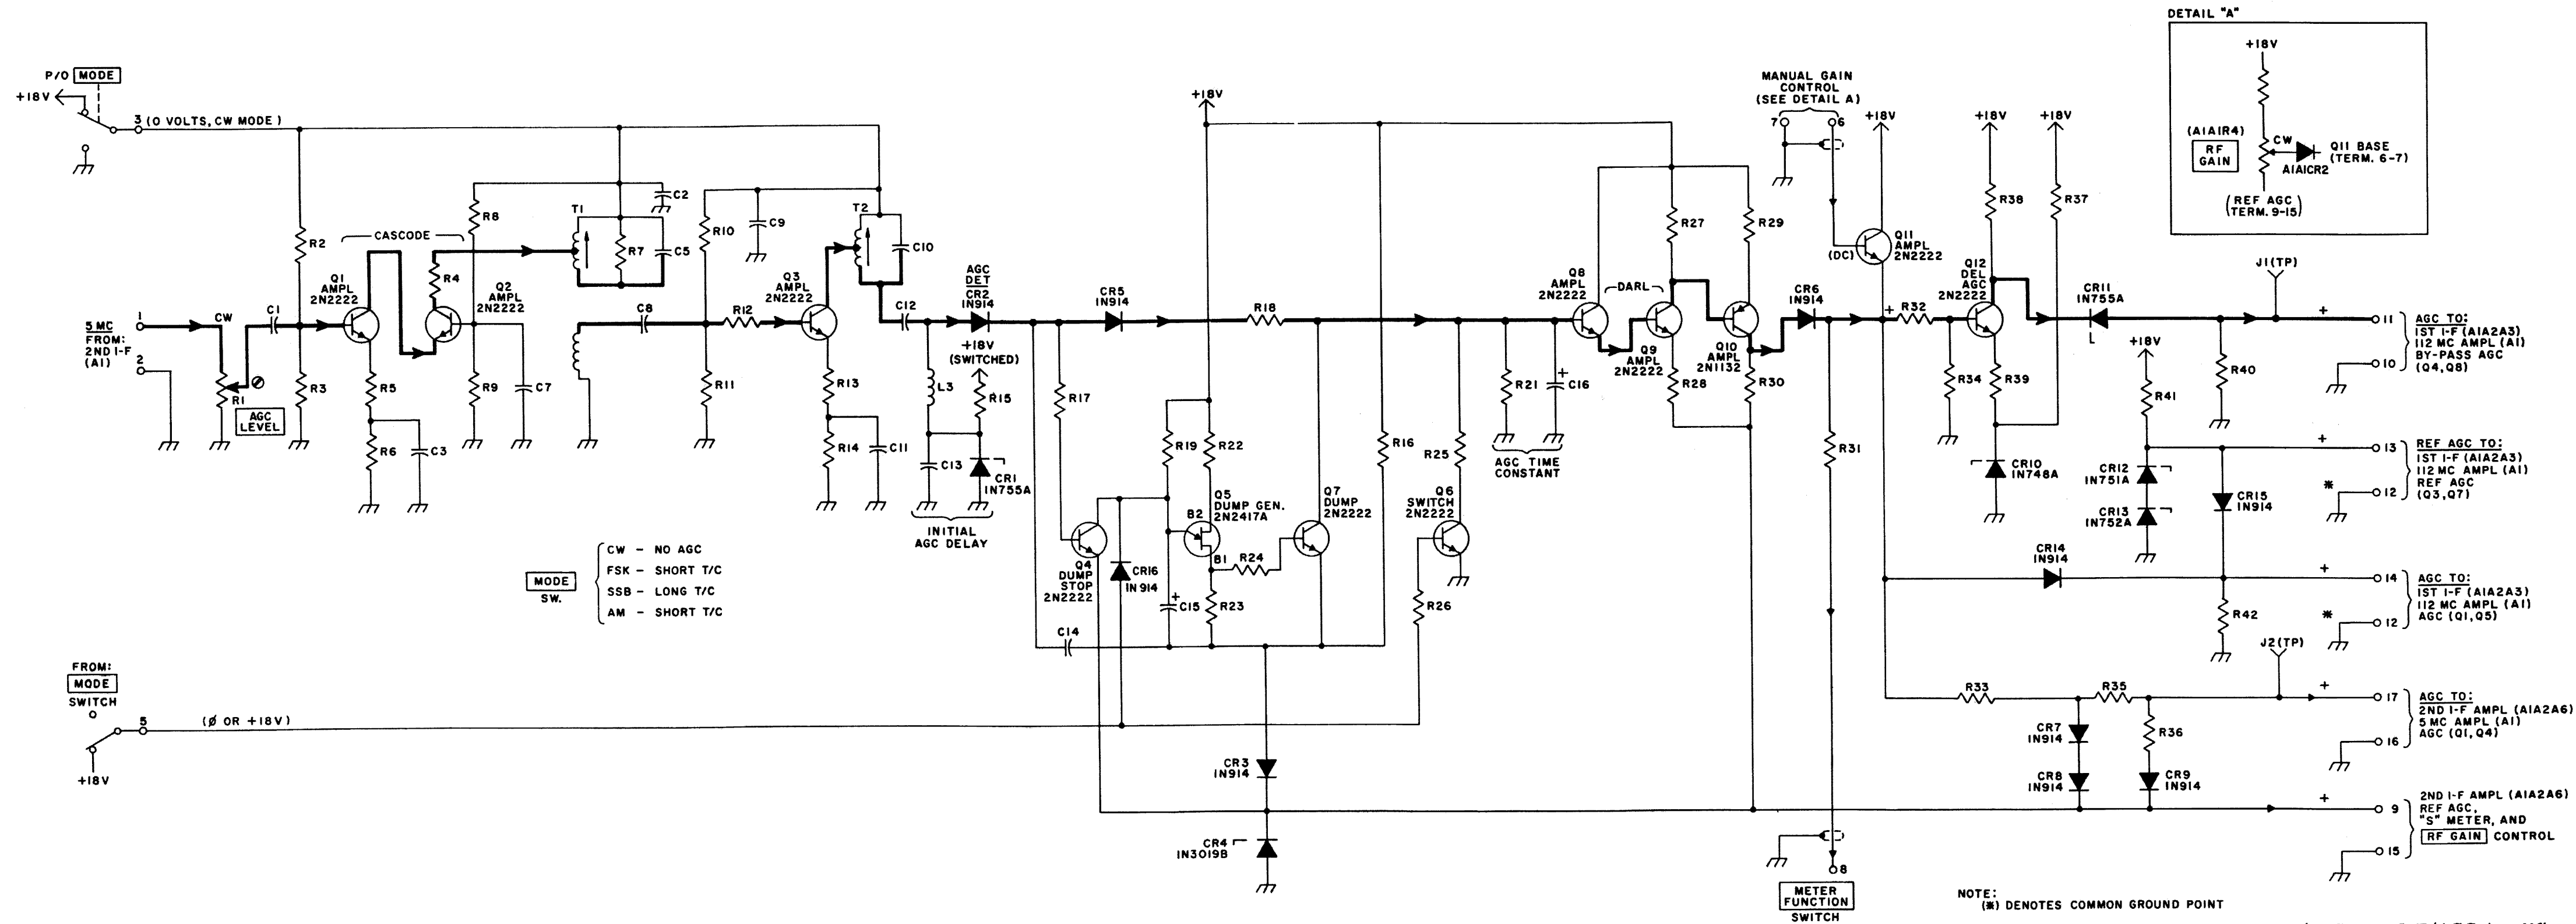 DETAIL "A"
+18V
(A1A1R4)
RF
GAIN
CW
Q11 BASE
(TERM. 6-7)
A1A1CR2
(REF AGC)
TERM. 9-15)
P/O MODE
+18V
3 (0 VOLTS, CW MODE)
+18V
MANUAL GAIN
CONTROL
(SEE DETAIL A)
7
6
+18V
+18V
+18V
R2
CASCODE
Q1
AMPL
2N2222
R8
R4
Q2
AMPL
2N2222
T1
R7
C2
C5
R10
C9
T2
C10
Q3
AMPL
2N2222
AGC
DET
CR2
1N914
CR5
1N914
Q8
AMPL
2N2222
DARL
R27
R29
Q11
AMPL
2N2222
(DC)
R38
R37
Q12
DEL
AGC
2N2222
CR11
1N755A
J1(TP)
1
5 MC
FROM:
2ND I-F
(A1)
2
CW
C1
R1
AGC
LEVEL
R3
R5
R6
C3
R9
C7
C8
R12
R11
R13
R14
C11
C12
L3
+18V
(SWITCHED)
R15
C13
CR1
1N755A
INITIAL
AGC DELAY
R17
R18
R19
R22
R16
R21
+
C16
AGC TIME
CONSTANT
Q9
AMPL
2N2222
R28
Q10
AMPL
2N1132
R30
CR6
1N914
R31
+
R32
R34
R39
CR10
1N748A
+18V
R41
R40
+
11
10
AGC TO:
1ST I-F (A1A2A3)
112 MC AMPL (A1)
BY-PASS AGC
(Q4, Q8)
CR12
1N751A
CR13
1N752A
CR15
1N914
+
13
*
12
REF AGC TO:
1ST I-F (A1A2A3)
112 MC AMPL (A1)
REF AGC
(Q3, Q7)
Q5
DUMP GEN.
2N2417A
B2
B1
Q7
DUMP
2N2222
R25
Q6
SWITCH
2N2222
R24
R26
Q4
DUMP
STOP
2N2222
CR16
1N914
+
C15
R23
C14
CR14
1N914
R42
+
14
*
12
AGC TO:
1ST I-F (A1A2A3)
112 MC AMPL (A1)
AGC (Q1, Q5)
MODE
SW.
CW - NO AGC
FSK - SHORT T/C
SSB - LONG T/C
AM - SHORT T/C
J2(TP)
R33
R35
+
17
16
AGC TO:
2ND I-F AMPL (A1A2A6)
5 MC AMPL (A1)
AGC (Q1, Q4)
CR7
1N914
CR8
1N914
R36
CR9
1N914
FROM:
MODE
SWITCH
5
(Ø OR +18V)
+18V
CR3
1N914
CR4
1N3019B
8
METER
FUNCTION
SWITCH
+
9
15
2ND I-F AMPL (A1A2A6)
REF AGC,
"S" METER, AND
RF GAIN CONTROL
NOTE:
(*) DENOTES COMMON GROUND POINT